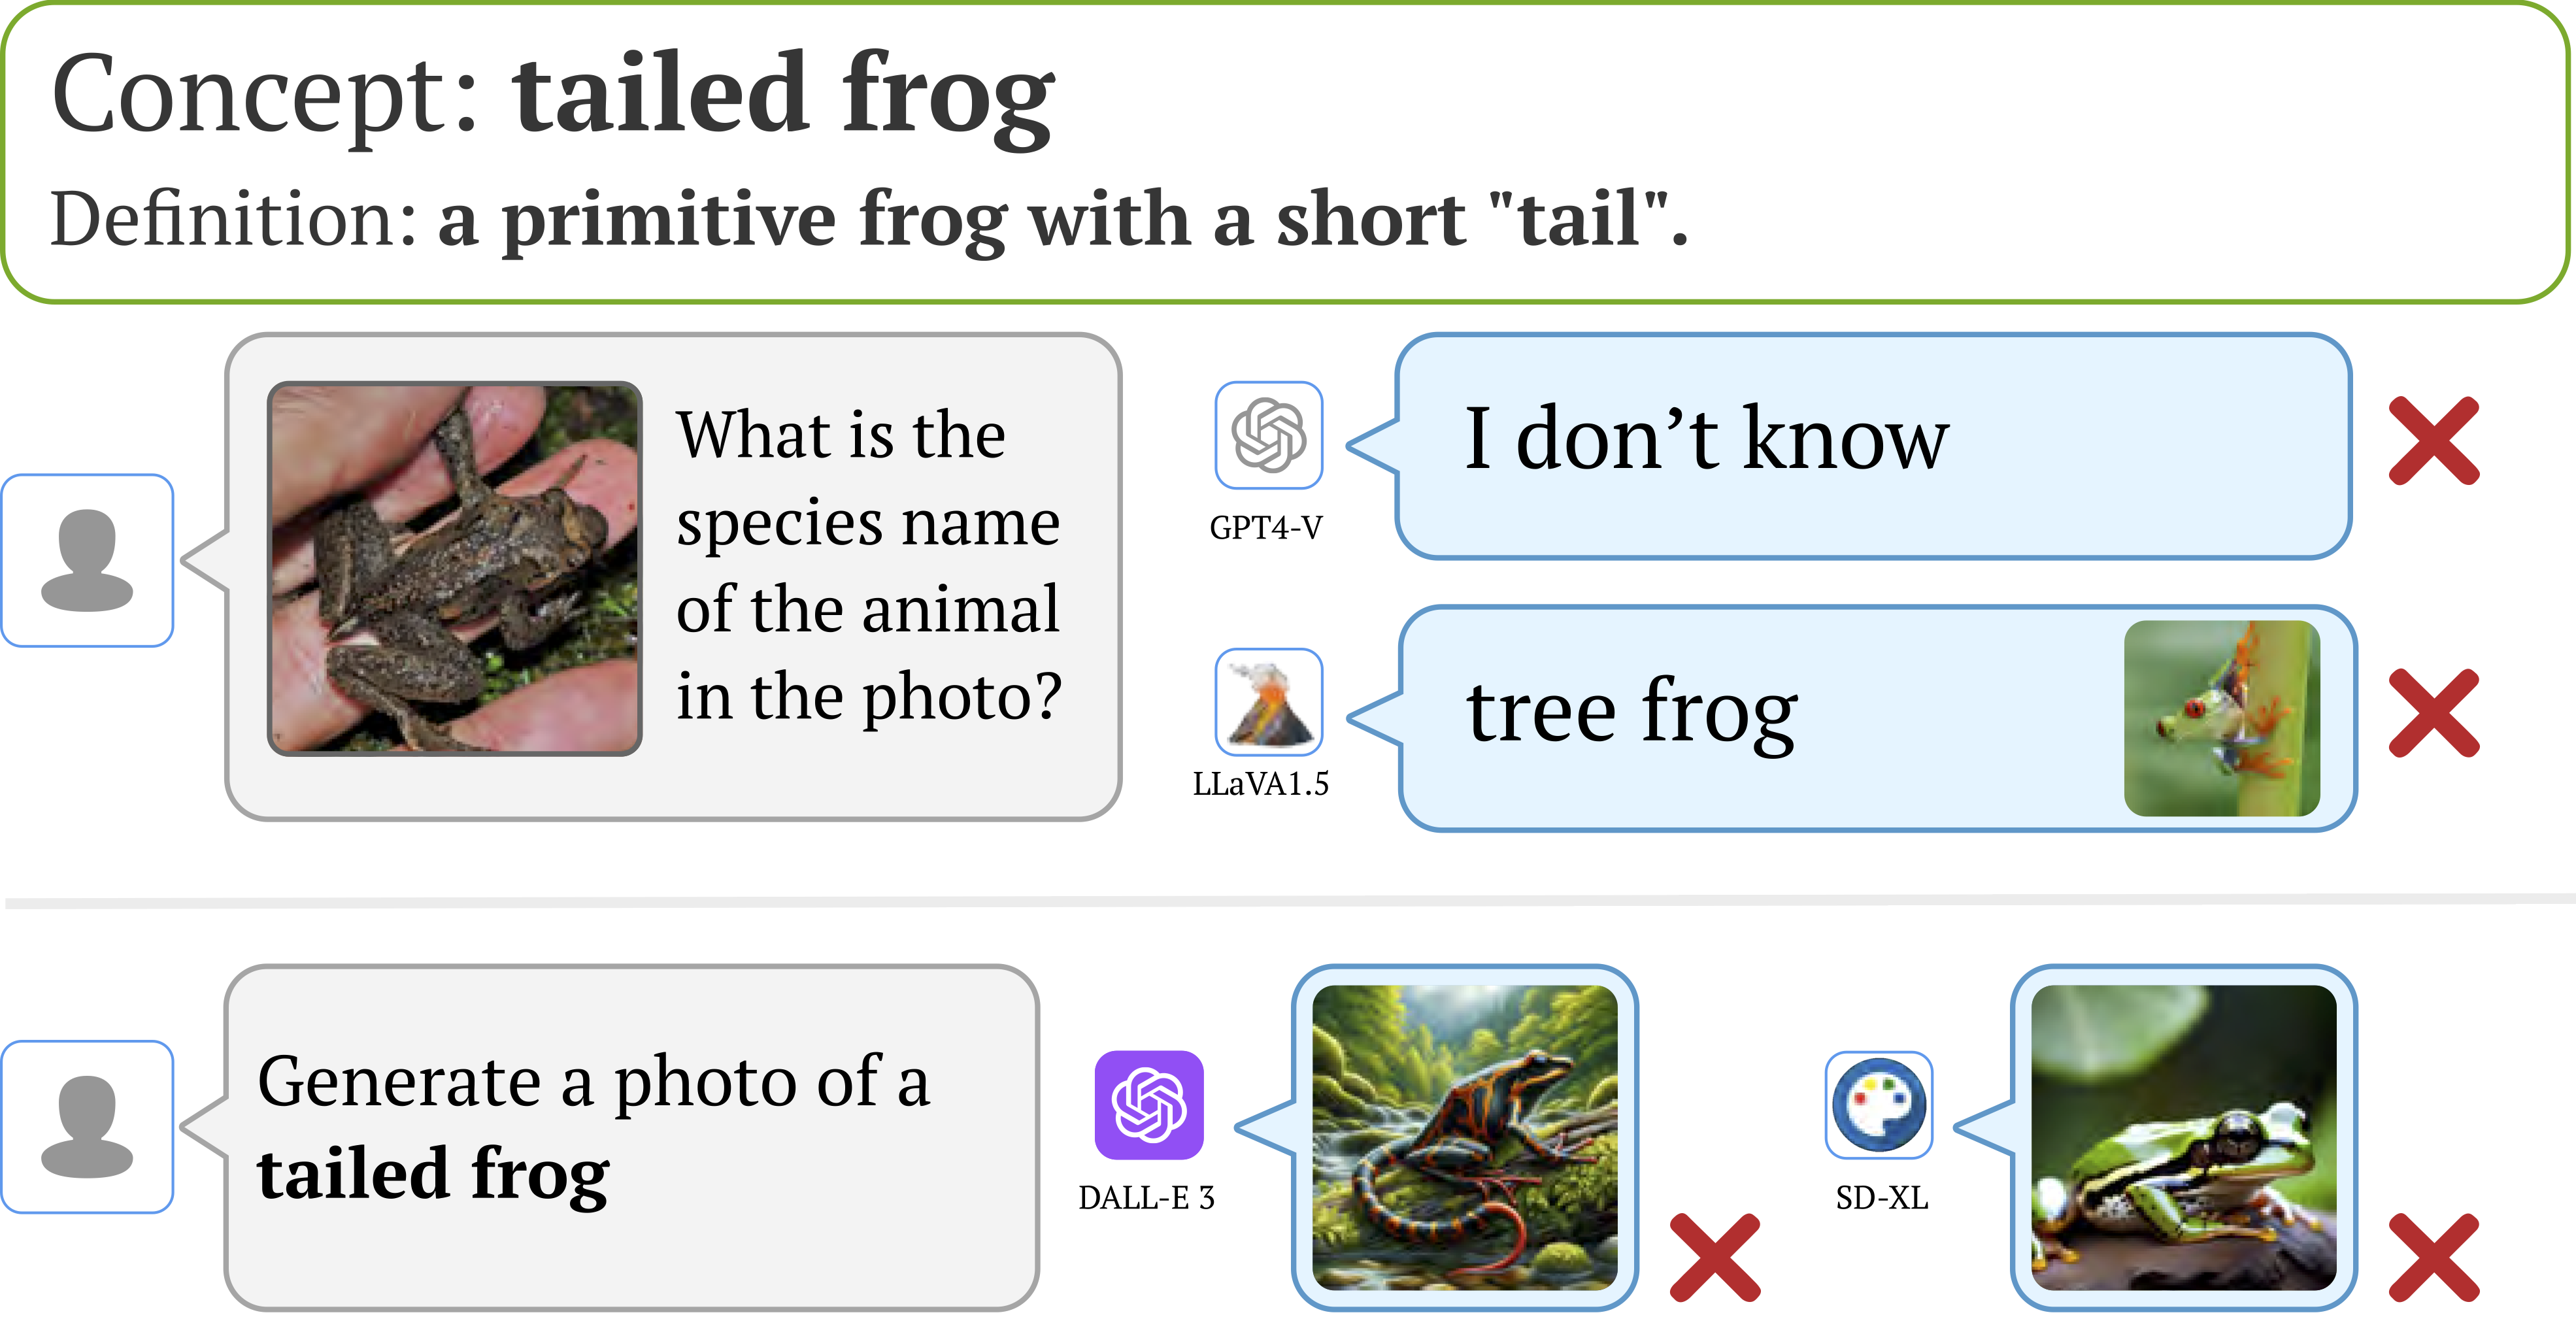 Concept: tailed frog
Definition: a primitive frog with a short "tail".
What is the
species name
of the animal
in the photo?
GPT4-V
I don’t know
LLaVA1.5
tree frog
Generate a photo of a
tailed frog
DALL-E 3
SD-XL